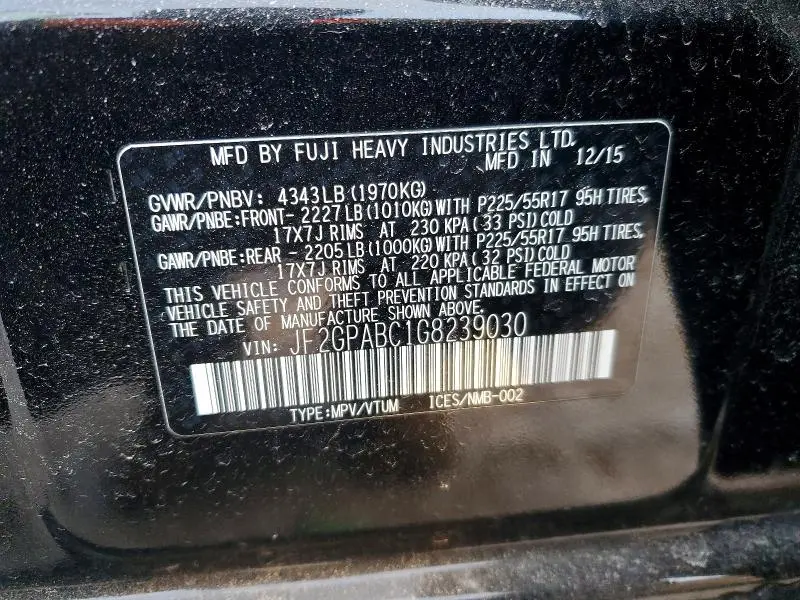 MFD BY FUJI HEAVY INDUSTRIES LTD.
MFD IN 12/15
GVWR/PNBV: 4343LB(1970KG)
GAWR/PNBE:FRONT- 2227LB(1010KG)WITH P225/55R17 95H TIRES,
17X7J RIMS AT 230 KPA(33 PSI)COLD
GAWR/PNBE:REAR - 2205LB(1000KG)WITH P225/55R17 95H TIRES,
17X7J RIMS AT 220 KPA(32 PSI)COLD
THIS VEHICLE CONFORMS TO ALL APPLICABLE FEDERAL MOTOR
VEHICLE SAFETY AND THEFT PREVENTION STANDARDS IN EFFECT ON
THE DATE OF MANUFACTURE SHOWN ABOVE.
VIN: JF2GPABC1G8239030
TYPE:MPV/VTUM ICES/NMB-002